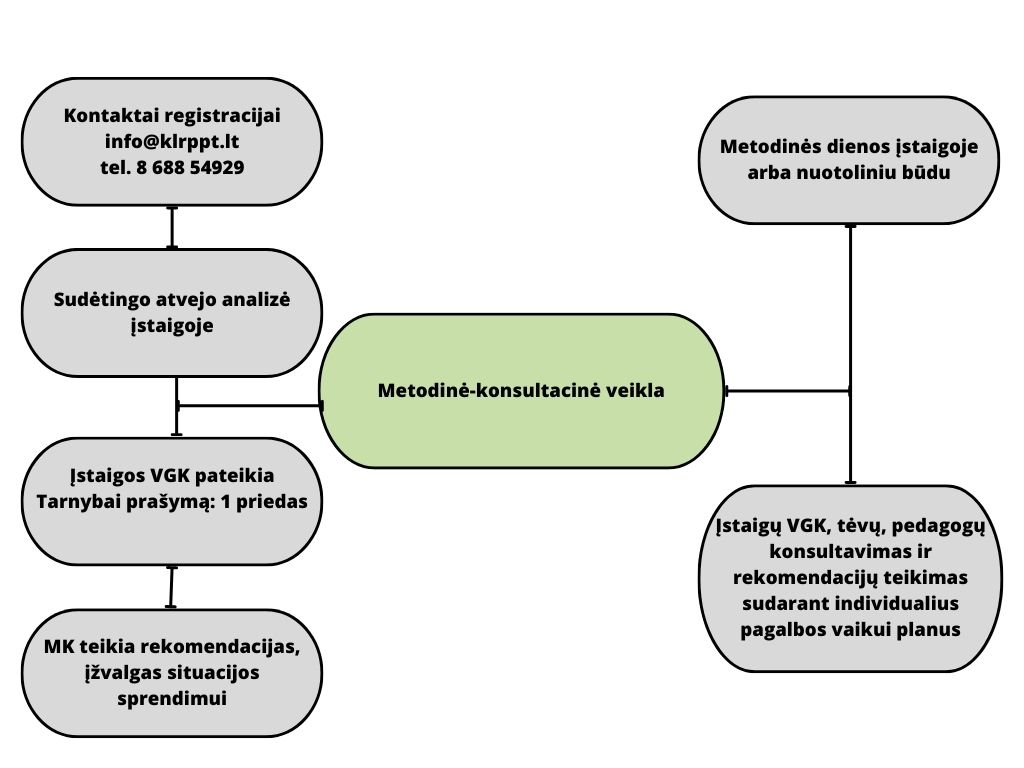 Kontaktai registracijai
info@klrppt.lt
tel. 8 688 54929
Sudėtingo atvejo analizė
įstaigoje
Įstaigos VGK pateikia
Tarnybai prašymą: 1 priedas
MK teikia rekomendacijas,
įžvalgas situacijos
sprendimui
Metodinė-konsultacinė veikla
Metodinės dienos įstaigoje
arba nuotoliniu būdu
Įstaigų VGK, tėvų, pedagogų
konsultavimas ir
rekomendacijų teikimas
sudarant individualius
pagalbos vaikui planus